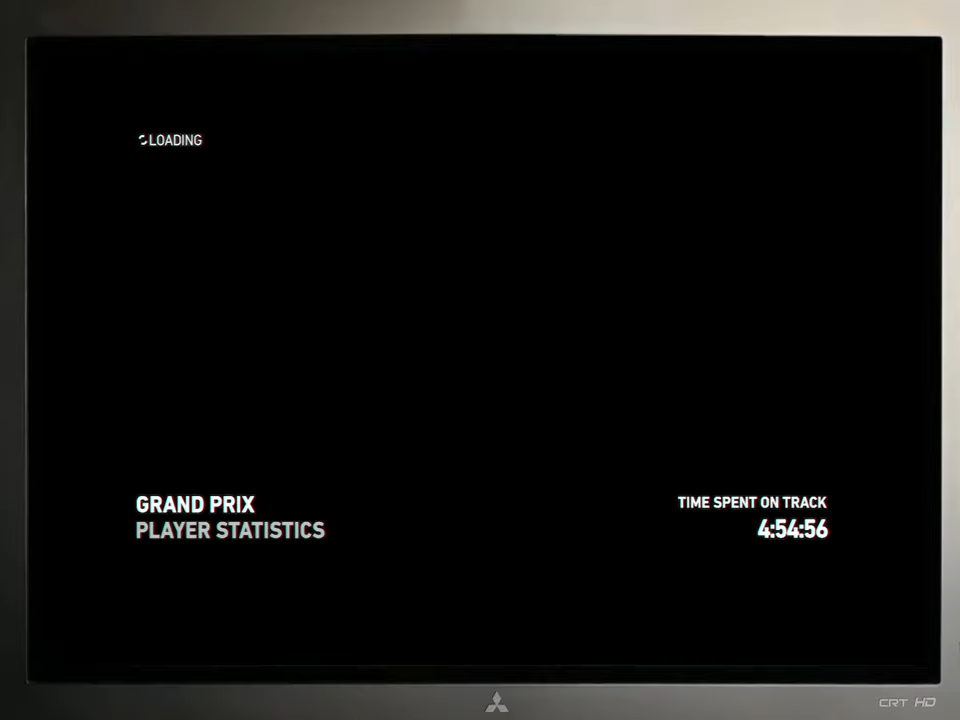 LOADING
GRAND PRIX
PLAYER STATISTICS
TIME SPENT ON TRACK
4:54:56
CRT HD